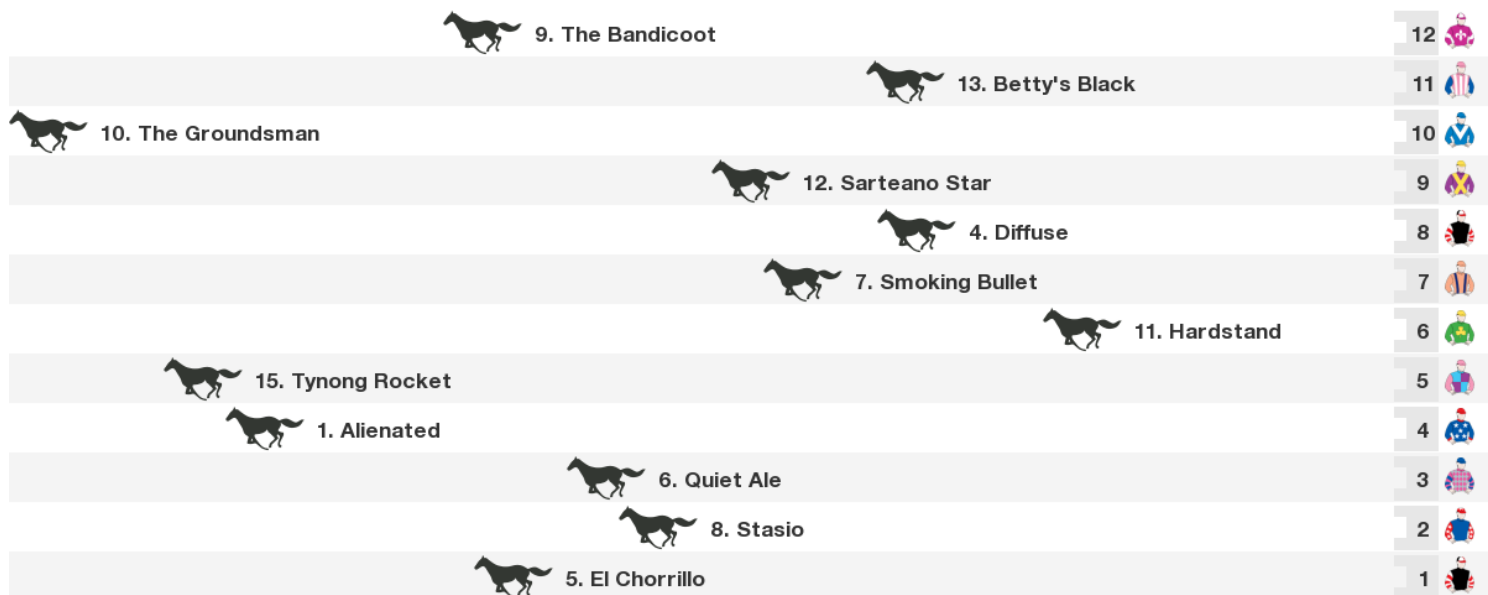 9. The Bandicoot 12
13. Betty's Black 11
10. The Groundsman 10
12. Sarteano Star 9
4. Diffuse 8
7. Smoking Bullet 7
11. Hardstand 6
15. Tynong Rocket 5
1. Alienated 4
6. Quiet Ale 3
8. Stasio 2
5. El Chorrillo 1